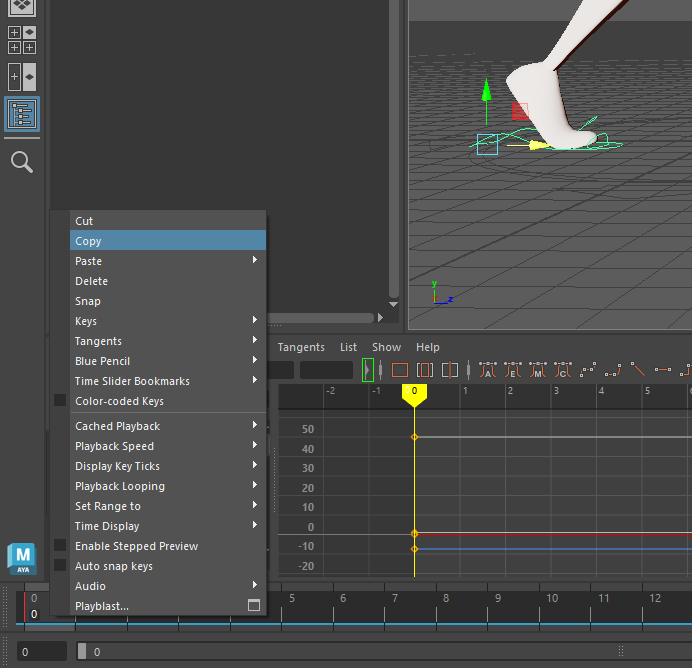 y
z
Cut
Copy
Paste
Delete
Snap
Keys
Tangents
Blue Pencil
Time Slider Bookmarks
Color-coded Keys
Cached Playback
Playback Speed
Display Key Ticks
Playback Looping
Set Range to
Time Display
Enable Stepped Preview
Auto snap keys
Audio
Playblast...
Tangents List Show Help
A E M C
-2 -1 0 1 2 3 4 5
50
40
30
20
10
0
-10
-20
M
AYA
0 5 6 7 8 9 10 11 12
0
0 0